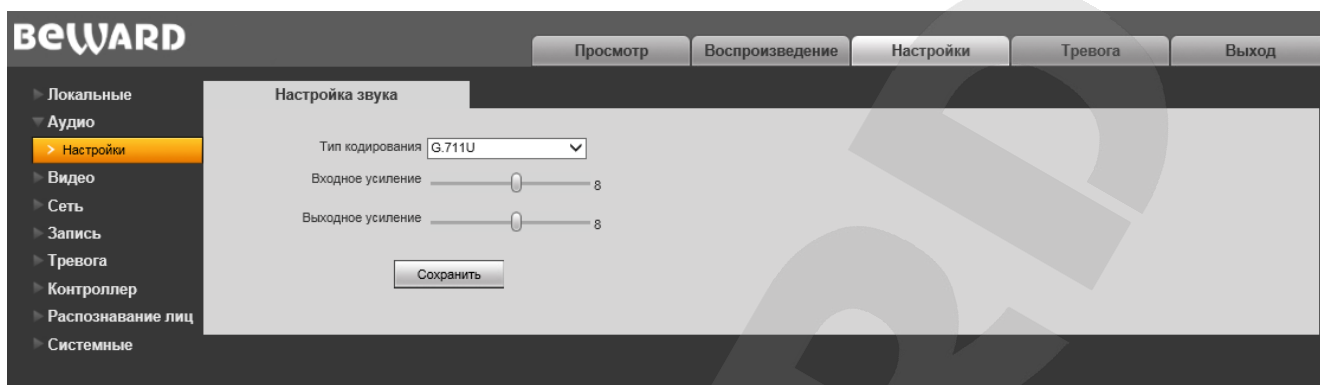 BEWARD
Просмотр Воспроизведение Настройки Тревога Выход
Локальные
Аудио
> Настройки
Видео
Сеть
Запись
Тревога
Контроллер
Распознавание лиц
Системные
Настройка звука
Тип кодирования G.711U
Входное усиление 8
Выходное усиление 8
Сохранить